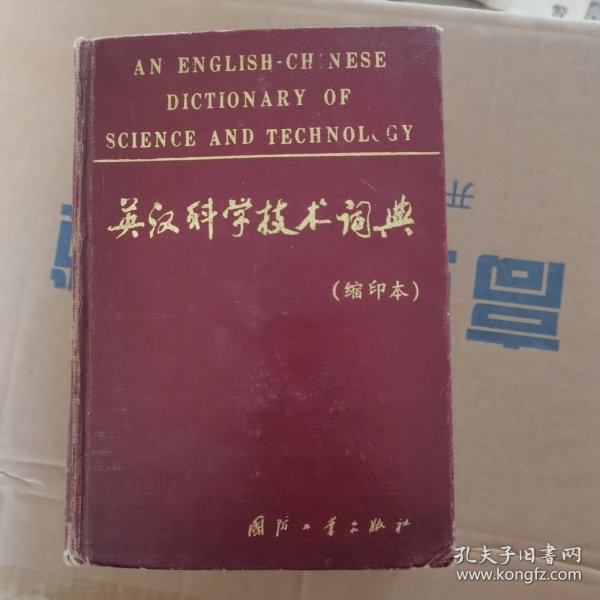 AN ENGLISH-CHINESE
DICTIONARY OF
SCIENCE AND TECHNOLOGY
英汉科学技术词典
(缩印本)
国防工业出版社
开
孔夫子旧书网
www.kongfz.com